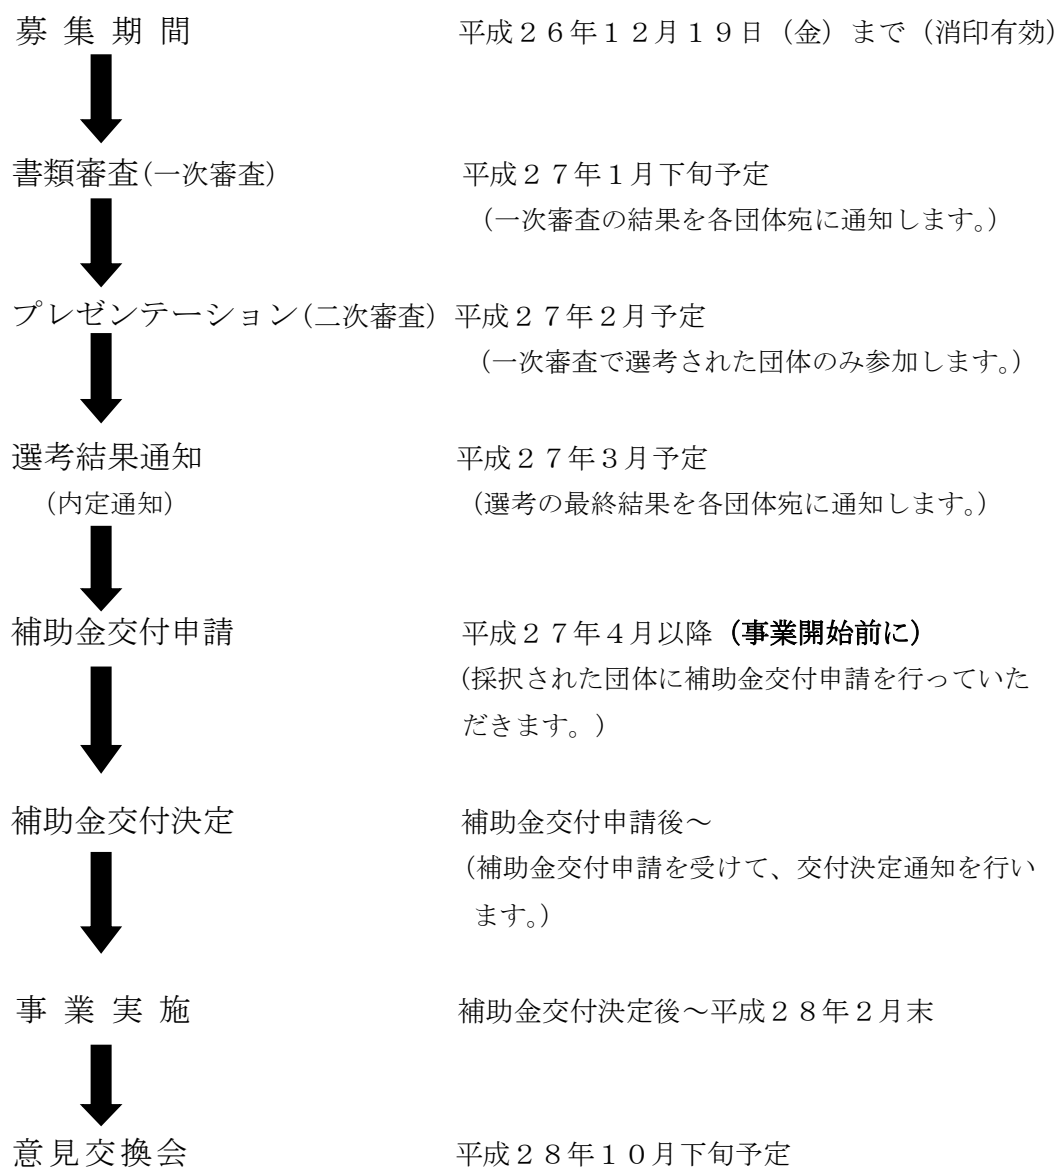 募 集 期 間 平成２６年１２月１９日（金）まで（消印有効）
書類審査(一次審査) 平成２７年１月下旬予定
（一次審査の結果を各団体宛に通知します。）
プレゼンテーション(二次審査) 平成２７年２月予定
（一次審査で選考された団体のみ参加します。）
選考結果通知 平成２７年３月予定
（内定通知） （選考の最終結果を各団体宛に通知します。）
補助金交付申請 平成２７年４月以降（事業開始前に）
(採択された団体に補助金交付申請を行っていた
だきます。）
補助金交付決定 補助金交付申請後～
（補助金交付申請を受けて、交付決定通知を行い
ます。）
事 業 実 施 補助金交付決定後～平成２８年２月末
意見交換会 平成２８年１０月下旬予定